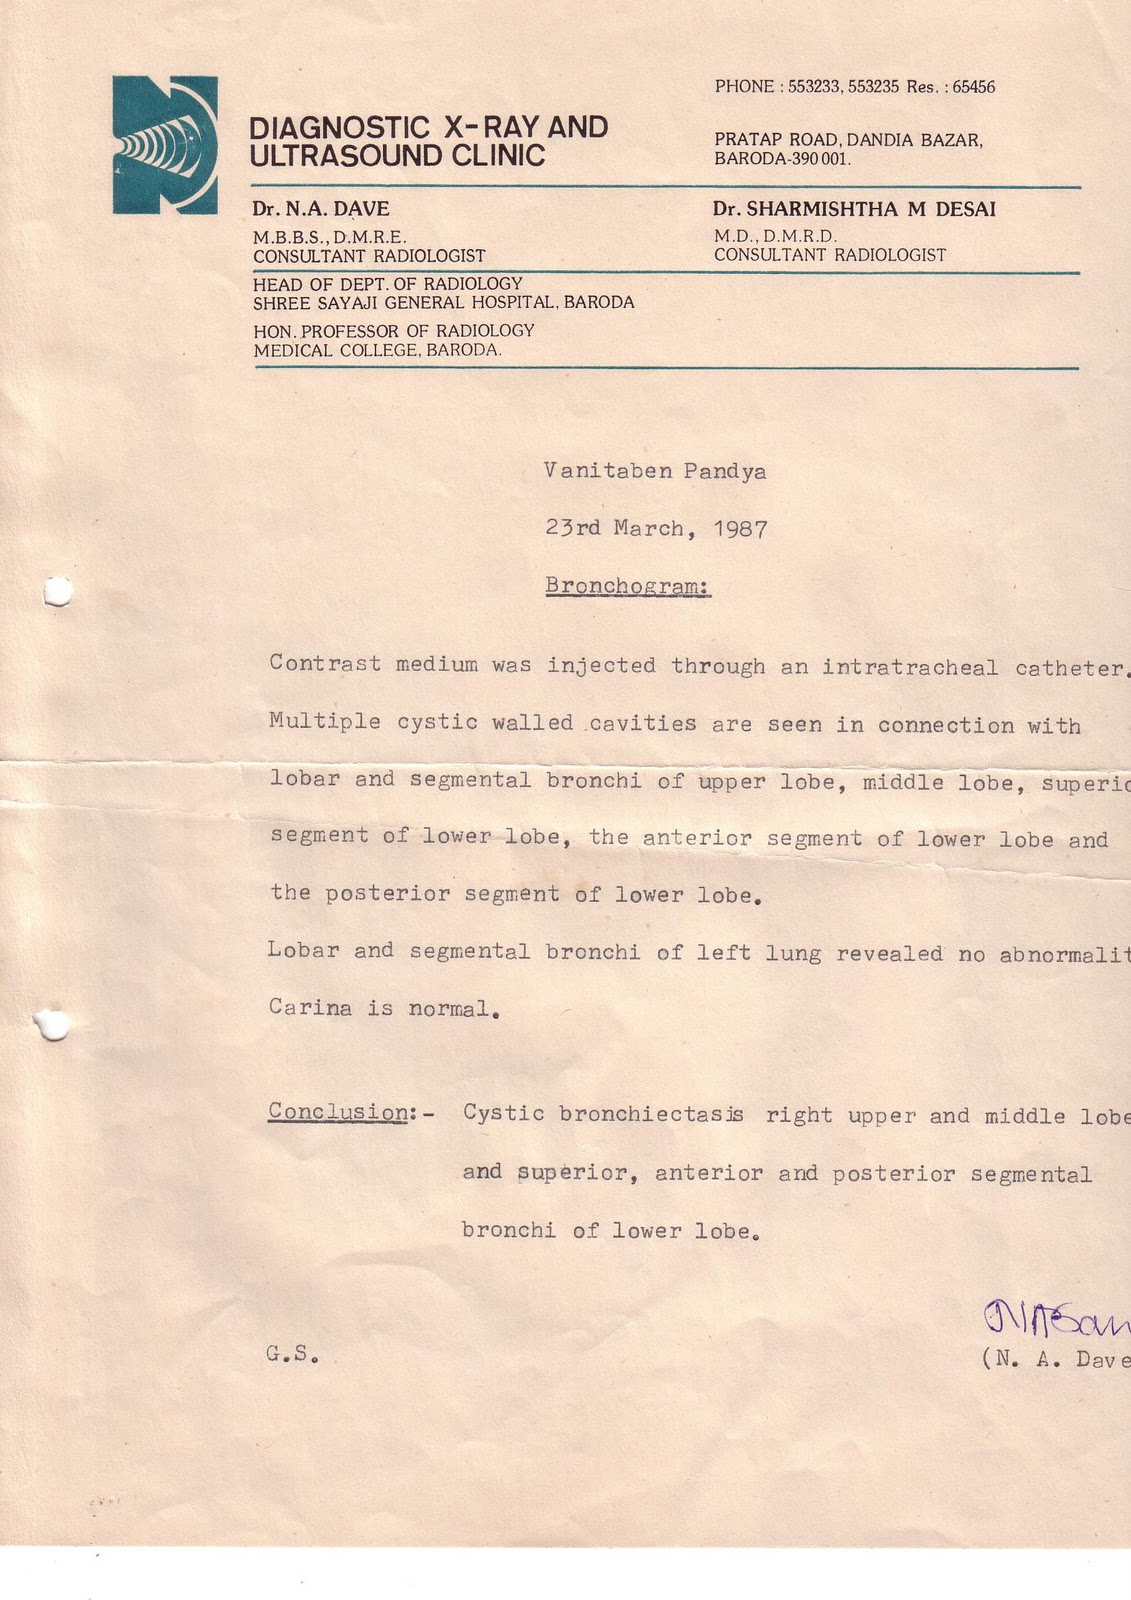 PHONE : 553233, 553235 Res. : 65456
DIAGNOSTIC X-RAY AND
ULTRASOUND CLINIC
PRATAP ROAD, DANDIA BAZAR,
BARODA-390 001.
Dr. N.A. DAVE
M.B.B.S., D.M.R.E.
CONSULTANT RADIOLOGIST
Dr. SHARMISHTHA M DESAI
M.D., D.M.R.D.
CONSULTANT RADIOLOGIST
HEAD OF DEPT. OF RADIOLOGY
SHREE SAYAJI GENERAL HOSPITAL, BARODA
HON. PROFESSOR OF RADIOLOGY
MEDICAL COLLEGE, BARODA.
Vanitaben Pandya
23rd March, 1987
Bronchogram:
Contrast medium was injected through an intratracheal catheter.
Multiple cystic walled cavities are seen in connection with
lobar and segmental bronchi of upper lobe, middle lobe, superio
segment of lower lobe, the anterior segment of lower lobe and
the posterior segment of lower lobe.
Lobar and segmental bronchi of left lung revealed no abnormalit
Carina is normal.
Conclusion:- Cystic bronchiectasis right upper and middle lobe
and superior, anterior and posterior segmental
bronchi of lower lobe.
G.S.
(N. A. Dave